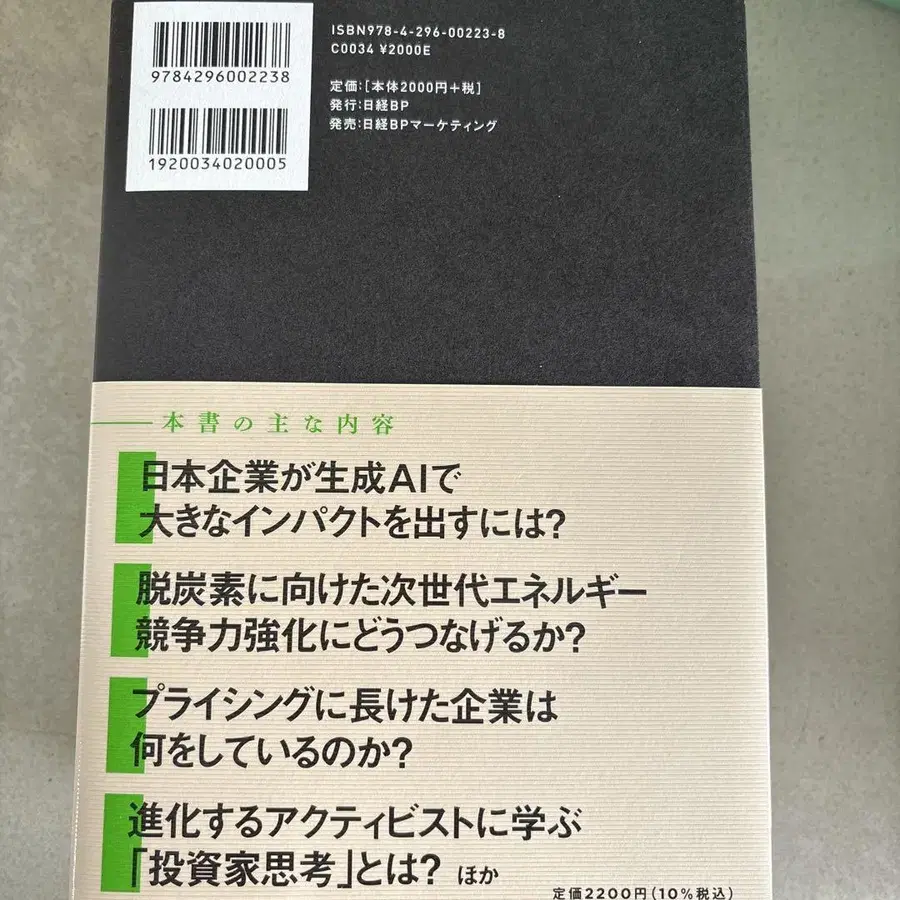 9784296002238
1920034020005
ISBN978-4-296-00223-8
C0034 ¥2000E
定価:[本体2000円+税]
発行:日経BP
発売:日経BPマーケティング
本書の主な内容
日本企業が生成AIで
大きなインパクトを出すには?
脱炭素に向けた次世代エネルギー
競争力強化にどうつなげるか?
プライシングに長けた企業は
何をしているのか?
進化するアクティビストに学ぶ
「投資家思考」とは? ほか
定価2200円(10%税込)